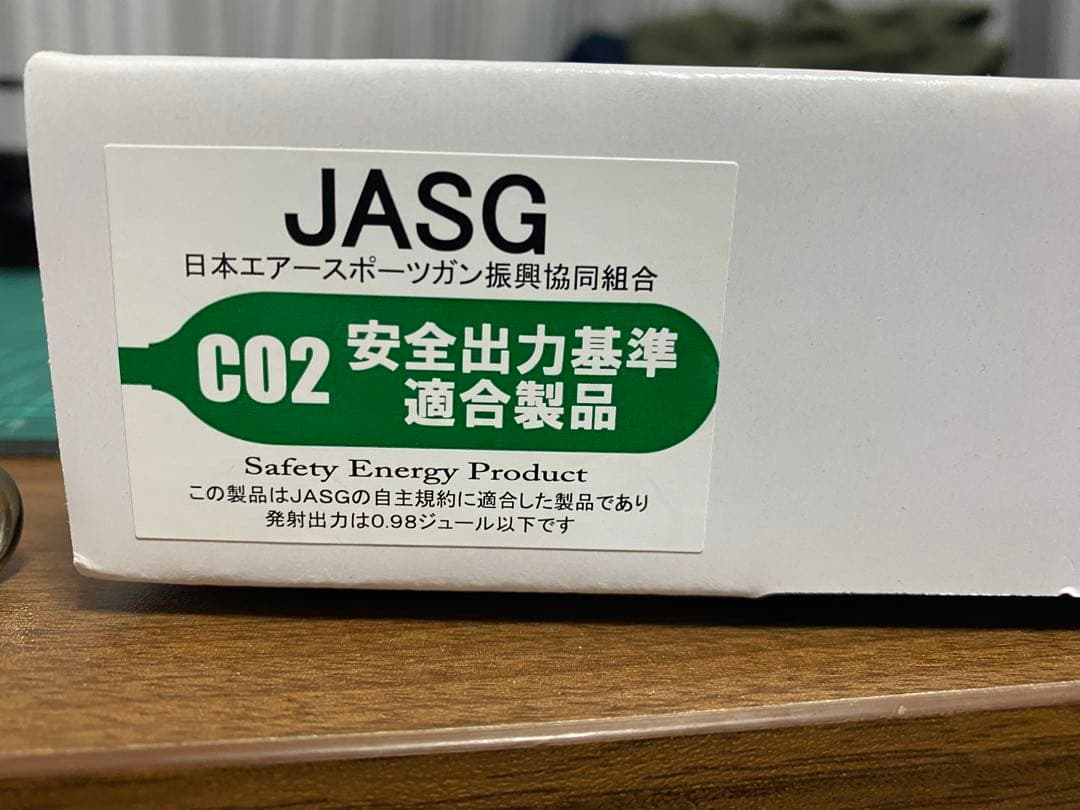 JASG
日本エアースポーツガン振興協同組合
CO2 安全出力基準
適合製品
Safety Energy Product
この製品はJASGの自主規約に適合した製品であり
発射出力は0.98ジュール以下です